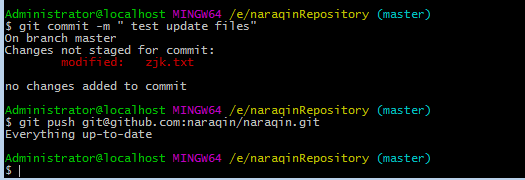 Administrator@localhost MINGW64 /e/naraqinRepository (master)
$ git commit -m " test update files"
On branch master
Changes not staged for commit:
modified: zjk.txt
no changes added to commit
Administrator@localhost MINGW64 /e/naraqinRepository (master)
$ git push git@github.com:naraqin/naraqin.git
Everything up-to-date
Administrator@localhost MINGW64 /e/naraqinRepository (master)
$